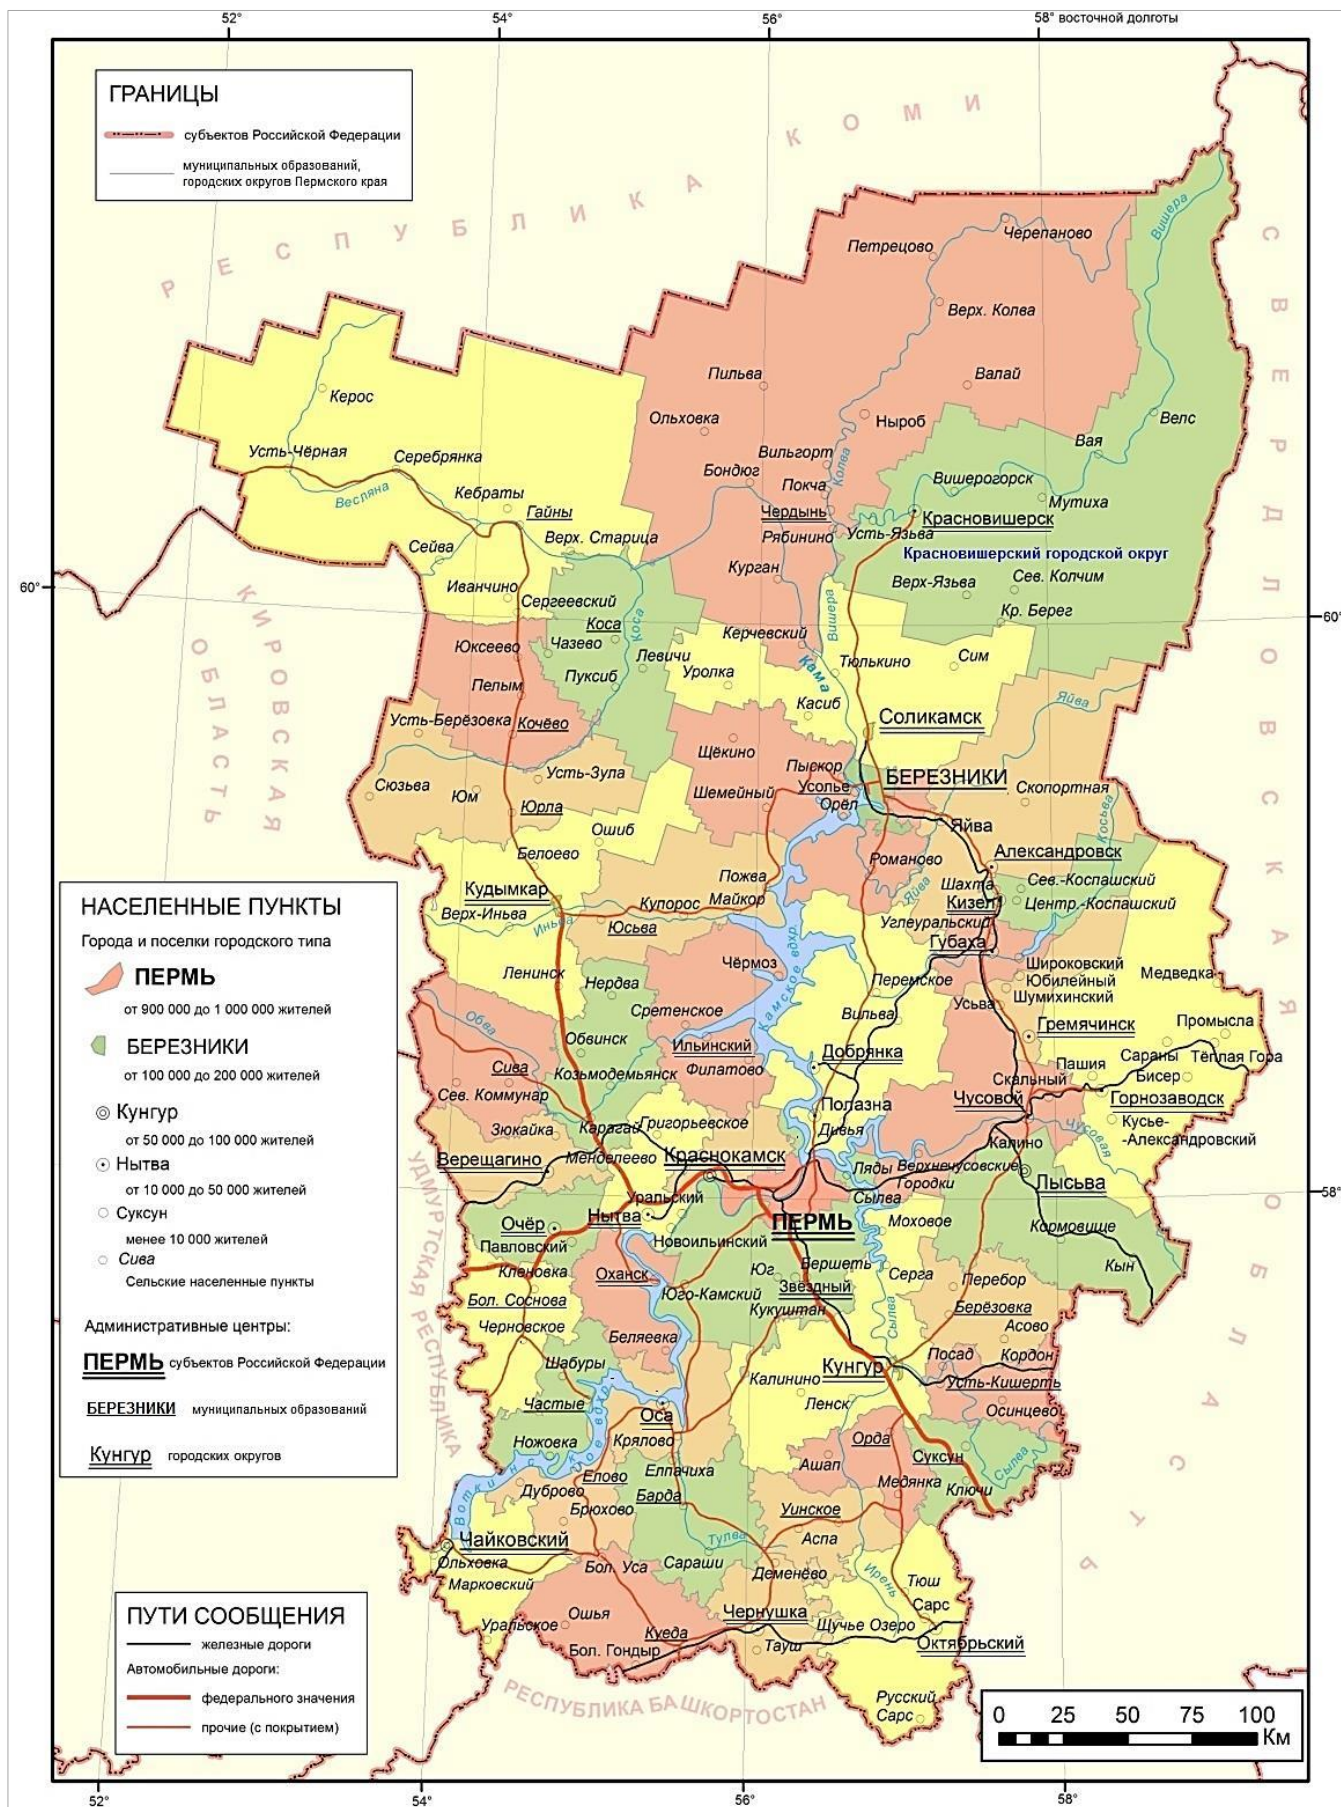 52°
54°
56°
58° восточной долготы
ГРАНИЦЫ
субъектов Российской Федерации
муниципальных образований,
городских округов Пермского края
РЕСПУБЛИКА КОМИ
СВЕРДЛОВСКАЯ ОБЛАСТЬ
Вишера
Черепаново
Петрецово
Верх. Колва
Пильва
Валай
Керос
Ольховка
Ныроб
Велс
Усть-Чёрная
Серебрянка
Вильгорт
Колва
Вая
Бондюг
Покча
Вишерогорск
Весляна
Кебраты
Гайны
Чердынь
Мутиха
Красновишерск
Усть-Язьва
Рябинино
Верх. Старица
Сейва
Красновишерский городской округ
Курган
Верх-Язьва
Сев. Колчим
60°
60°
Иванчино
Сергеевский
Кр. Берег
КИРОВСКАЯ
ОБЛАСТЬ
Коса
Коса
Вишера
Керчевский
Юксеево
Чазево
Левичи
Кама
Тюлькино
Сим
Пуксиб
Уролка
Пелым
Касиб
Яйва
Усть-Берёзовка
Кочёво
Соликамск
Щёкино
Пыскор
БЕРЕЗНИКИ
Усть-Зула
Сюзьва
Юм
Шемейный
Усолье
Скопортная
Юрла
Орёл
Косьва
Яйва
Ошиб
Белоево
Романово
Александровск
Пожва
Шахта
Сев.-Коспашский
Кудымкар
Майкор
Яйва
Кизел
Центр.-Коспашский
Купорос
Верх-Иньва
Иньва
Юсьва
Углеуральский
Губаха
НАСЕЛЕННЫЕ ПУНКТЫ
Города и поселки городского типа
ПЕРМЬ
от 900 000 до 1 000 000 жителей
БЕРЕЗНИКИ
от 100 000 до 200 000 жителей
Кунгур
от 50 000 до 100 000 жителей
Нытва
от 10 000 до 50 000 жителей
Суксун
менее 10 000 жителей
Сива
Сельские населенные пункты
Административные центры:
ПЕРМЬ субъектов Российской Федерации
БЕРЕЗНИКИ муниципальных образований
Кунгур городских округов
Камское вдхр.
Чёрмоз
Широковский
Медведка
Ленинск
Нердва
Перемское
Юбилейный
Усьва
Шумихинский
Обва
Сретенское
Вильва
Гремячинск
Промысла
Обвинск
Ильинский
Добрянка
Сараны
Тёплая Гора
Сива
Козьмодемьянск
Филатово
Пашия
Скальный
Бисер
Сев. Коммунар
Чусовой
Горнозаводск
Полазна
Зюкайка
Карагай
Григорьевское
Дивья
Чусовая
Кусье-
-Александровский
Калино
УДМУРТСКАЯ РЕСПУБЛИКА
Верещагино
Менделеево
Краснокамск
Ляды
Верхнечусовские
Городки
Лысьва
Уральский
Сылва
Нытва
ПЕРМЬ
Моховое
58°
Очёр
Кормовище
Павловский
Новоильинский
Юг
Бершеть
Кын
Кленовка
Оханск
Серга
Перебор
Юго-Камский
Звёздный
Бол. Соснова
Кукуштан
Берёзовка
Черновское
Беляевка
Сылва
Асово
Шабуры
Кунгур
Посад
Кордон
Калинино
Усть-Кишерть
Частые
Воткинское вдхр.
Оса
Ленск
Осинцево
Ножовка
Крялово
Орда
Суксун
Сылва
Елово
Елпачиха
Ашап
Дуброво
Барда
Медянка
Ключи
Брюхово
Уинское
Чайковский
Тулва
Аспа
Ольховка
Бол. Уса
Сараши
Деменёво
Ирень
Тюш
Марковский
Сарс
Ошья
Чернушка
Уральское
Куеда
Щучье Озеро
Октябрьский
Бол. Гондыр
Тауш
Русский
Сарс
РЕСПУБЛИКА БАШКОРТОСТАН
ПУТИ СООБЩЕНИЯ
железные дороги
Автомобильные дороги:
федерального значения
прочие (с покрытием)
0 25 50 75 100
Км
52°
54°
56°
58°